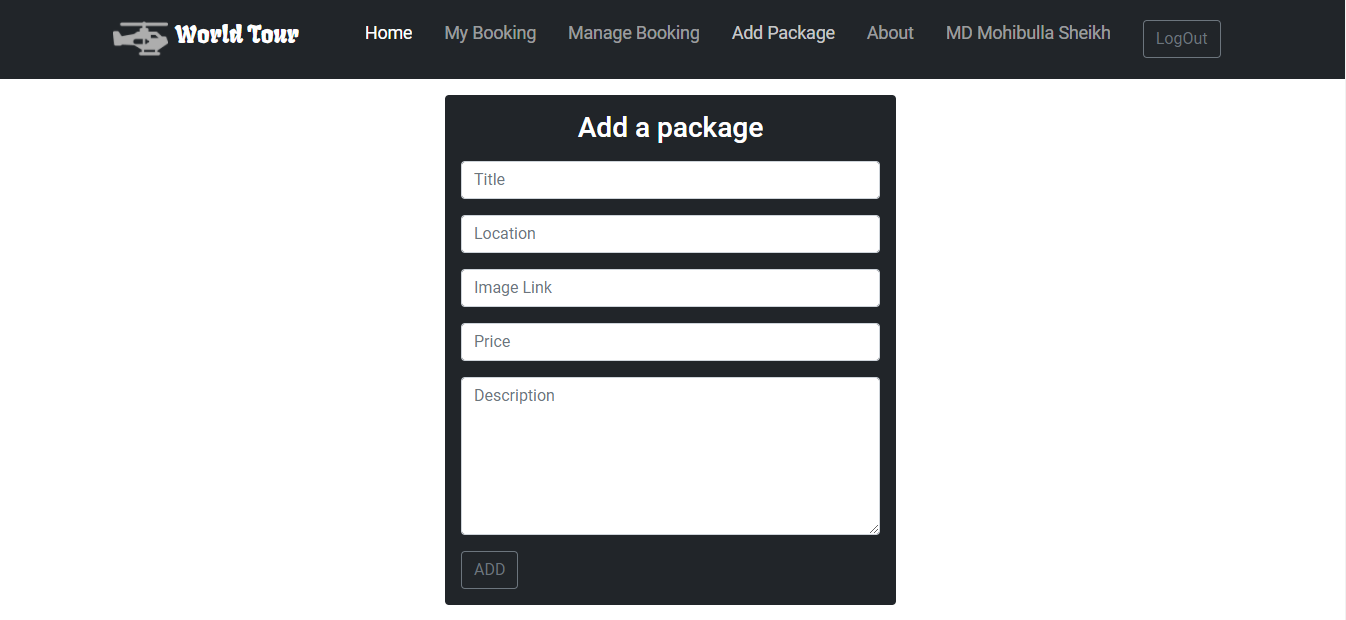 World Tour Home My Booking Manage Booking Add Package About MD Mohibulla Sheikh LogOut
Add a package
Title
Location
Image Link
Price
Description
ADD